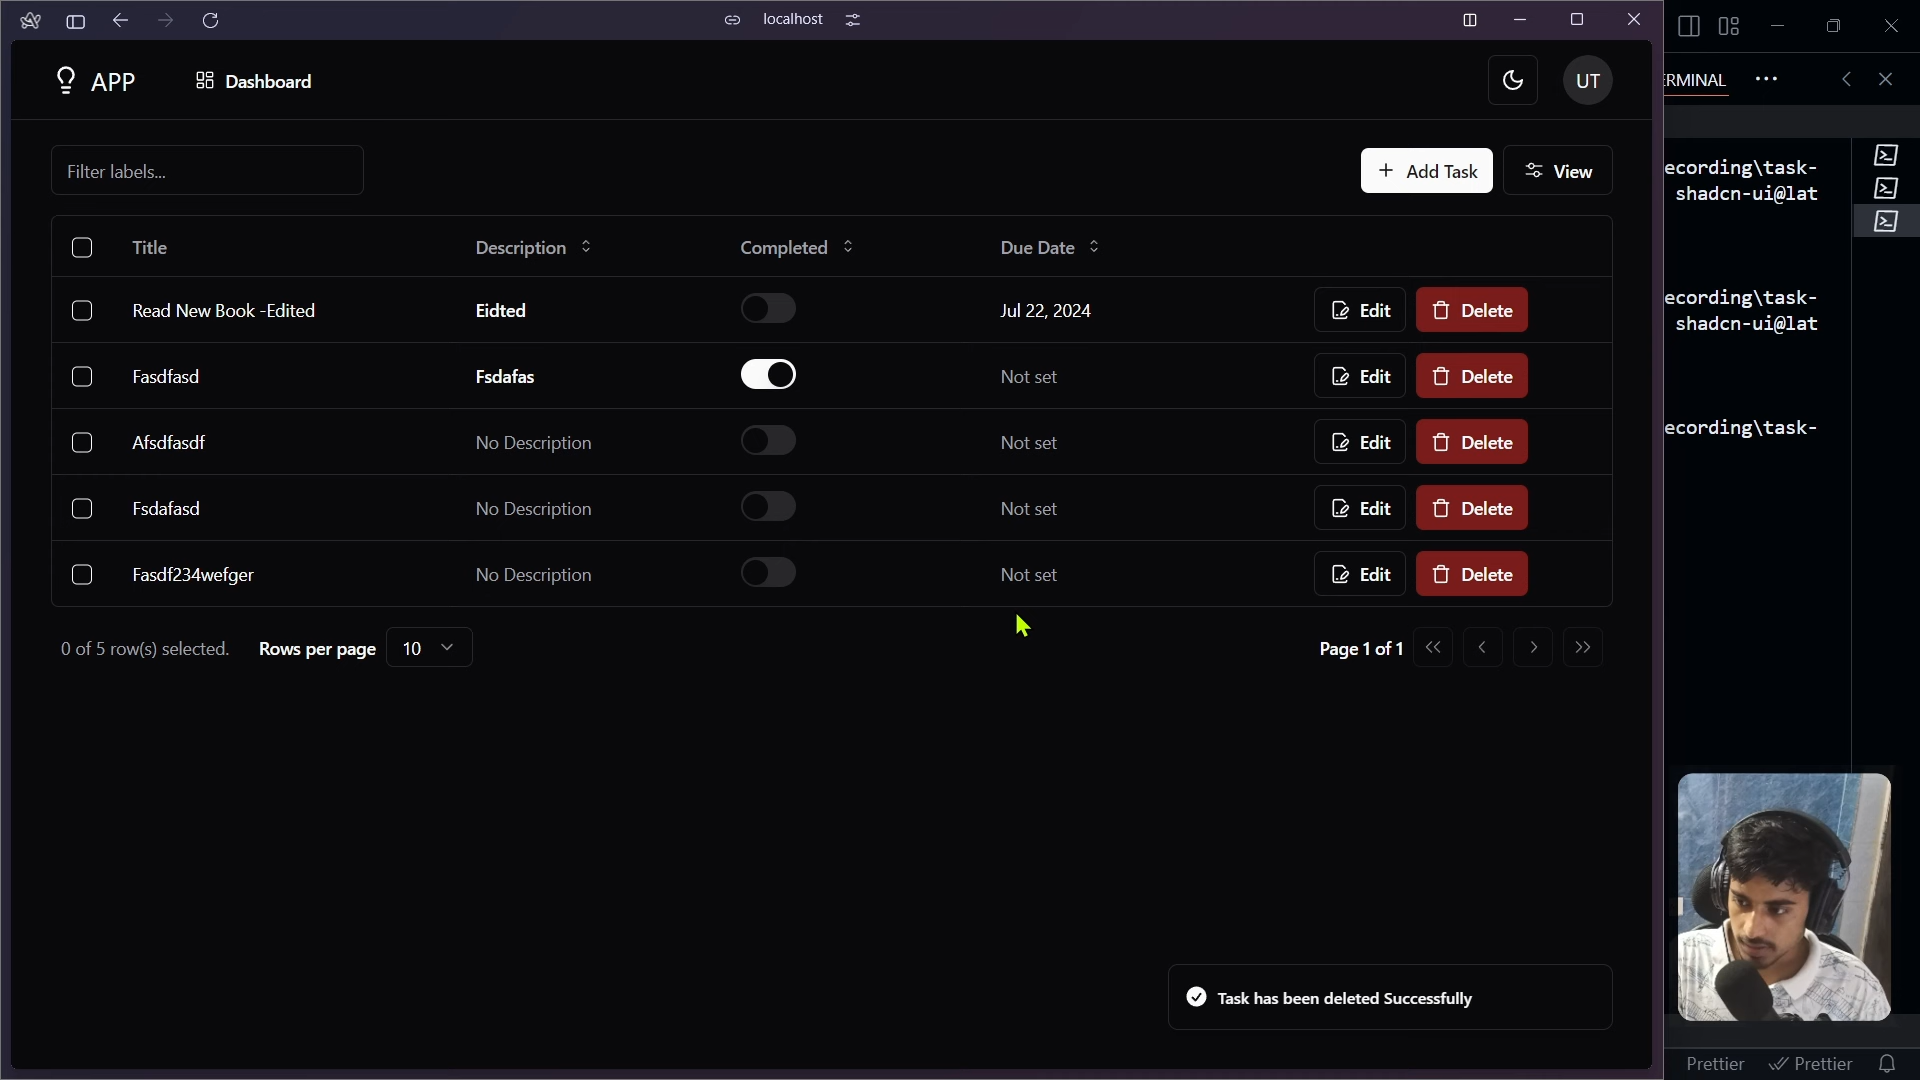 localhost
APP
Dashboard
UT
Filter labels...
Add Task
View
Title
Description
Completed
Due Date
Read New Book -Edited
Eidted
Jul 22, 2024
Edit
Delete
Fasdfasd
Fsdafas
Not set
Edit
Delete
Afsdfasdf
No Description
Not set
Edit
Delete
Fsdafasd
No Description
Not set
Edit
Delete
Fasdf234wefger
No Description
Not set
Edit
Delete
0 of 5 row(s) selected.
Rows per page
10
Page 1 of 1
Task has been deleted Successfully
ERMINAL
ecording\task-
shadcn-ui@lat
ecording\task-
shadcn-ui@lat
ecording\task-
Prettier
Prettier